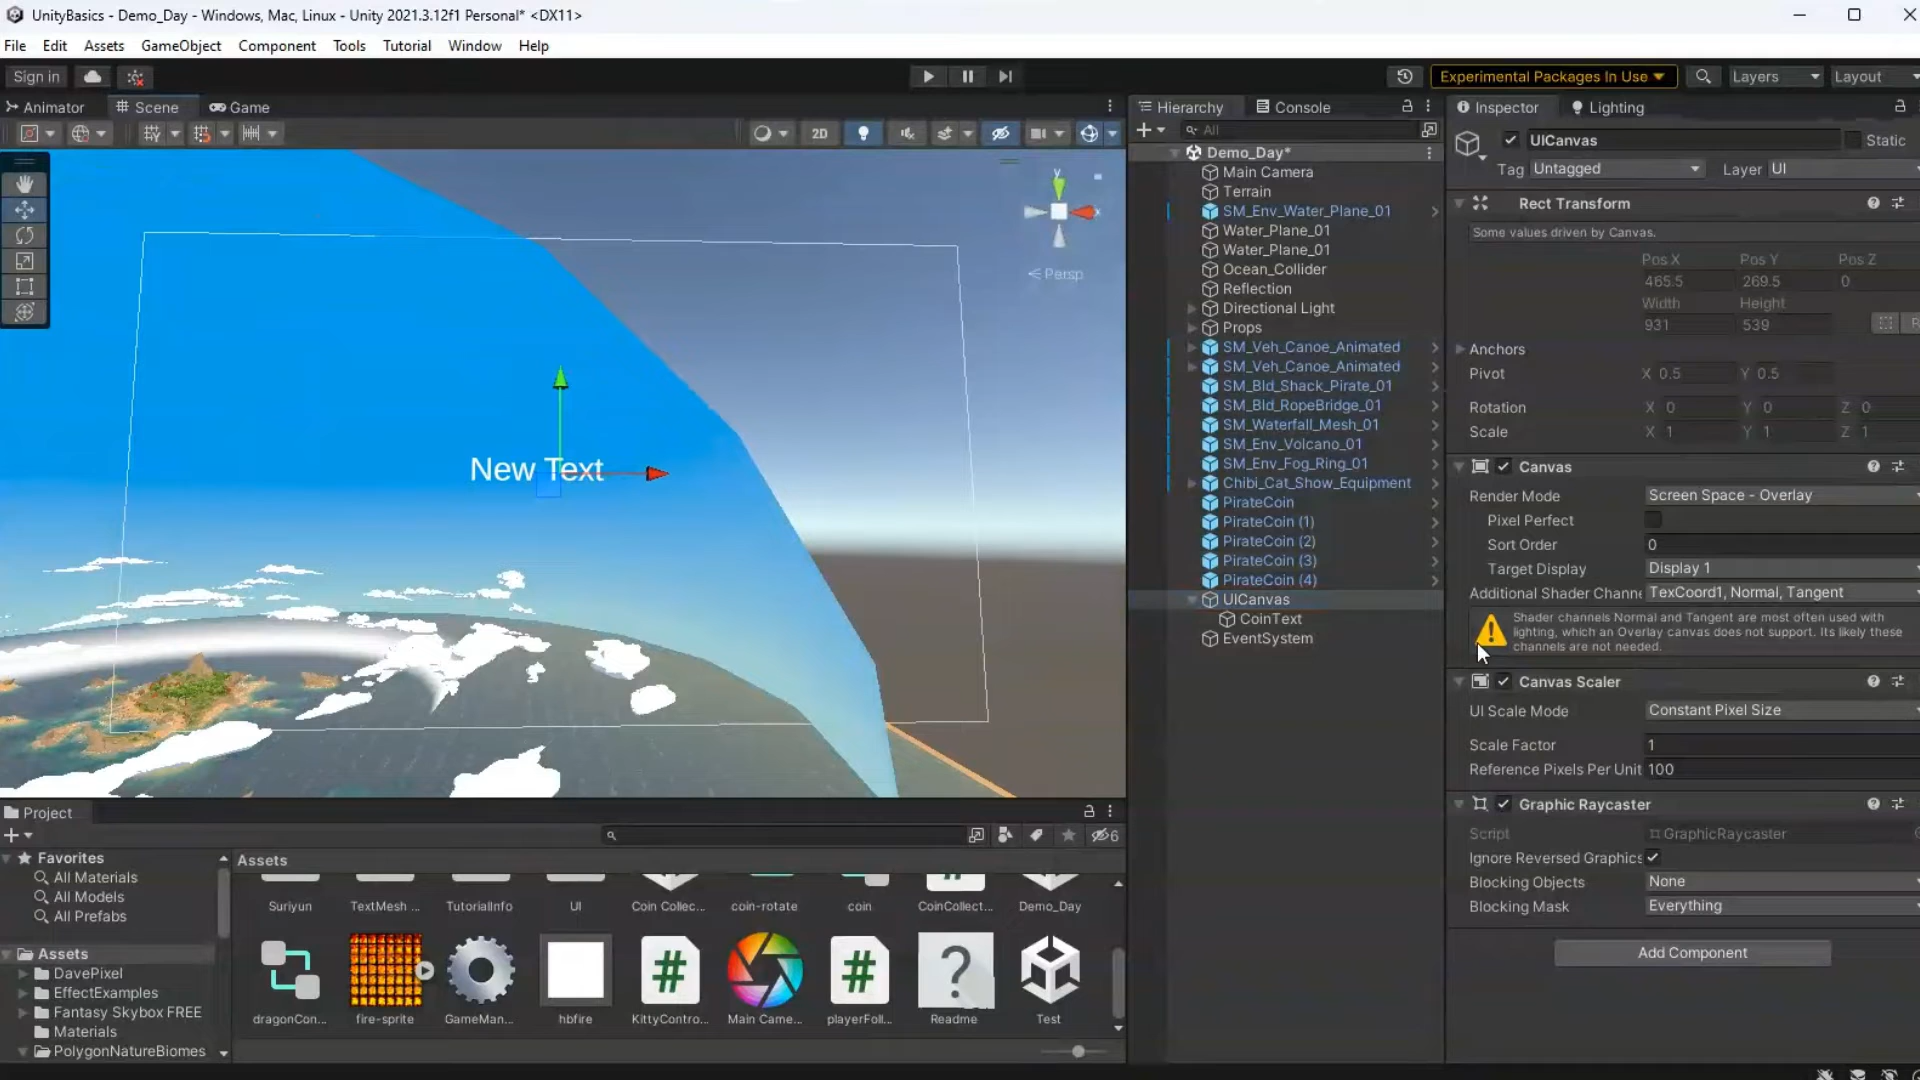 UnityBasics - Demo_Day - Windows, Mac, Linux - Unity 2021.3.12f1 Personal* <DX11>
File Edit Assets GameObject Component Tools Tutorial Window Help
Sign in
Experimental Packages In Use
Layers
Layout
Animator
Scene
Game
2D
y
x
Persp
New Text
Hierarchy
Console
All
Demo_Day*
Main Camera
Terrain
SM_Env_Water_Plane_01
Water_Plane_01
Water_Plane_01
Ocean_Collider
Reflection
Directional Light
Props
SM_Veh_Canoe_Animated
SM_Veh_Canoe_Animated
SM_Bld_Shack_Pirate_01
SM_Bld_RopeBridge_01
SM_Waterfall_Mesh_01
SM_Env_Volcano_01
SM_Env_Fog_Ring_01
Chibi_Cat_Show_Equipment
PirateCoin
PirateCoin (1)
PirateCoin (2)
PirateCoin (3)
PirateCoin (4)
UICanvas
CoinText
EventSystem
Inspector
Lighting
UICanvas
Static
Tag Untagged
Layer UI
Rect Transform
Some values driven by Canvas.
Pos X Pos Y Pos Z
465.5 269.5 0
Width Height
931 539
R
Anchors
Pivot X 0.5 Y 0.5
Rotation X 0 Y 0 Z 0
Scale X 1 Y 1 Z 1
Canvas
Render Mode Screen Space - Overlay
Pixel Perfect
Sort Order 0
Target Display Display 1
Additional Shader Channe TexCoord1, Normal, Tangent
Shader channels Normal and Tangent are most often used with
lighting, which an Overlay canvas does not support. Its likely these
channels are not needed.
Canvas Scaler
UI Scale Mode Constant Pixel Size
Scale Factor 1
Reference Pixels Per Unit 100
Graphic Raycaster
Script GraphicRaycaster
Ignore Reversed Graphics
Blocking Objects None
Blocking Mask Everything
Add Component
Project
6
Favorites
All Materials
All Models
All Prefabs
Assets
DavePixel
EffectExamples
Fantasy Skybox FREE
Materials
PolygonNatureBiomes
Assets
Suriyun TextMesh ... TutorialInfo UI Coin Collec... coin-rotate coin CoinCollect... Demo_Day
dragonCon... fire-sprite GameMan... hbfire KittyContro... Main Came... playerFoll... Readme Test